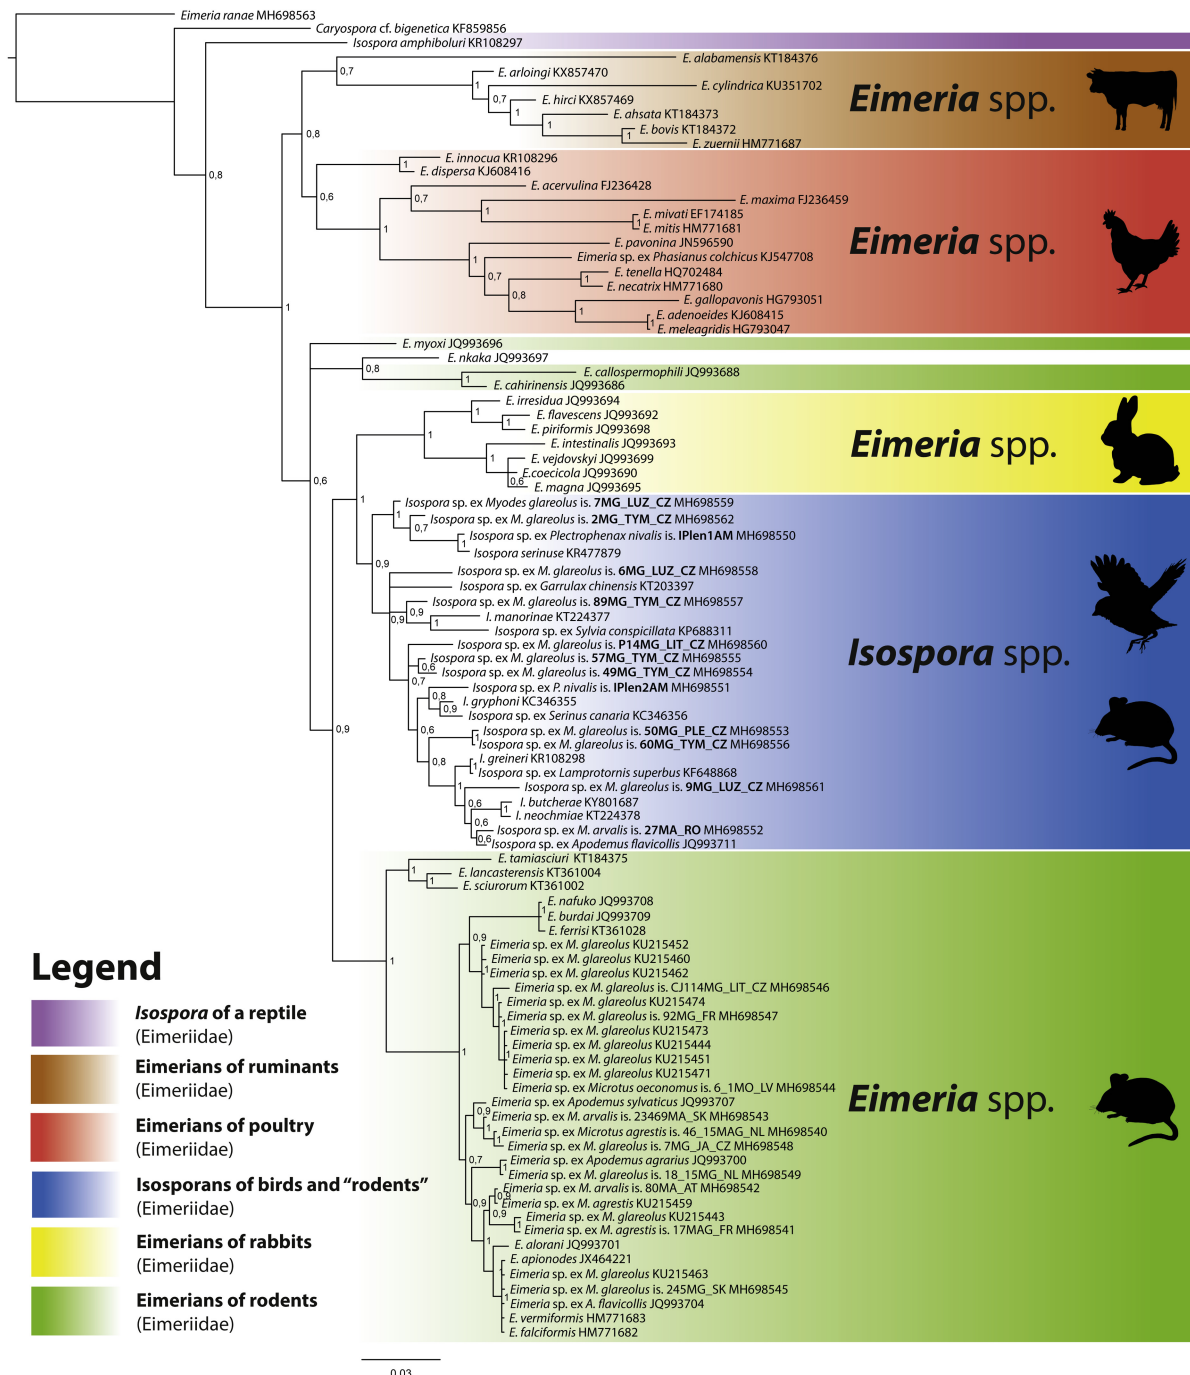 Eimeria ranae MH698563
Caryospora cf. bigenetica KF859856
Isospora amphiboluri KR108297
E. alabamensis KT184376
0,7
E. arloingi KX857470
1
E. cylindrica KU351702
0,7
E. hirci KX857469
1
E. ahsata KT184373
1
E. bovis KT184372
1
E. zuernii HM771687
Eimeria spp.
0,8
E. innocua KR108296
1
E. dispersa KJ608416
0,6
E. acervulina FJ236428
0,7
E. maxima FJ236459
1
E. mivati EF174185
1
E. mitis HM771681
1
E. pavonina JN596590
1
Eimeria sp. ex Phasianus colchicus KJ547708
0,7
E. tenella HQ702484
1
E. necatrix HM771680
0,8
E. gallopavonis HG793051
1
E. adenoeides KJ608415
1
E. meleagridis HG793047
Eimeria spp.
0,8
1
E. myoxi JQ993696
E. nkaka JQ993697
0,8
E. callospermophili JQ993688
1
E. cahirinensis JQ993686
0,6
E. irresidua JQ993694
1
E. flavescens JQ993692
1
E. piriformis JQ993698
1
E. intestinalis JQ993693
1
E. vejdovskyi JQ993699
E.coecicola JQ993690
0,6
E. magna JQ993695
Eimeria spp.
1
Isospora sp. ex Myodes glareolus is. 7MG_LUZ_CZ MH698559
1
Isospora sp. ex M. glareolus is. 2MG_TYM_CZ MH698562
0,7
Isospora sp. ex Plectrophenax nivalis is. IPlen1AM MH698550
1
Isospora serinuse KR477879
0,9
Isospora sp. ex M. glareolus is. 6MG_LUZ_CZ MH698558
Isospora sp. ex Garrulax chinensis KT203397
Isospora sp. ex M. glareolus is. 89MG_TYM_CZ MH698557
0,9
0,9
I. manorinae KT224377
1
Isospora sp. ex Sylvia conspicillata KP688311
Isospora sp. ex M. glareolus is. P14MG_LIT_CZ MH698560
Isospora sp. ex M. glareolus is. 57MG_TYM_CZ MH698555
0,6
Isospora sp. ex M. glareolus is. 49MG_TYM_CZ MH698554
0,7
Isospora sp. ex P. nivalis is. IPlen2AM MH698551
0,8
I. gryphoni KC346355
0,9
Isospora sp. ex Serinus canaria KC346356
0,6
Isospora sp. ex M. glareolus is. 50MG_PLE_CZ MH698553
1
Isospora sp. ex M. glareolus is. 60MG_TYM_CZ MH698556
0,8
I. greineri KR108298
1
Isospora sp. ex Lamprotornis superbus KF648868
1
Isospora sp. ex M. glareolus is. 9MG_LUZ_CZ MH698561
0,6
I. butcherae KY801687
1
I. neochmiae KT224378
0,6
Isospora sp. ex M. arvalis is. 27MA_RO MH698552
0,6
Isospora sp. ex Apodemus flavicollis JQ993711
Isospora spp.
0,9
E. tamiasciuri KT184375
1
E. lancasterensis KT361004
1
E. sciurorum KT361002
1
E. nafuko JQ993708
1
E. burdai JQ993709
E. ferrisi KT361028
0,9
Eimeria sp. ex M. glareolus KU215452
Eimeria sp. ex M. glareolus KU215460
1
Eimeria sp. ex M. glareolus KU215462
Eimeria sp. ex M. glareolus is. CJ114MG_LIT_CZ MH698546
1
Eimeria sp. ex M. glareolus KU215474
Eimeria sp. ex M. glareolus is. 92MG_FR MH698547
1
Eimeria sp. ex M. glareolus KU215473
Eimeria sp. ex M. glareolus KU215444
1
Eimeria sp. ex M. glareolus KU215451
Eimeria sp. ex M. glareolus KU215471
Eimeria sp. ex Microtus oeconomus is. 6_1MO_LV MH698544
1
Eimeria sp. ex Apodemus sylvaticus JQ993707
0,9
Eimeria sp. ex M. arvalis is. 23469MA_SK MH698543
1
Eimeria sp. ex Microtus agrestis is. 46_15MAG_NL MH698540
1
Eimeria sp. ex M. glareolus is. 7MG_JA_CZ MH698548
0,7
Eimeria sp. ex Apodemus agrarius JQ993700
1
Eimeria sp. ex M. glareolus is. 18_15MG_NL MH698549
Eimeria sp. ex M. arvalis is. 80MA_AT MH698542
0,9
Eimeria sp. ex M. agrestis KU215459
0,9
0,9
Eimeria sp. ex M. glareolus KU215443
1
Eimeria sp. ex M. agrestis is. 17MAG_FR MH698541
1
E. alorani JQ993701
E. apionodes JX464221
Eimeria sp. ex M. glareolus KU215463
Eimeria sp. ex M. glareolus is. 245MG_SK MH698545
1
Eimeria sp. ex A. flavicollis JQ993704
E. vermiformis HM771683
E. falciformis HM771682
Eimeria spp.
Legend
Isospora of a reptile
(Eimeriidae)
Eimerians of ruminants
(Eimeriidae)
Eimerians of poultry
(Eimeriidae)
Isosporans of birds and “rodents”
(Eimeriidae)
Eimerians of rabbits
(Eimeriidae)
Eimerians of rodents
(Eimeriidae)
0.03